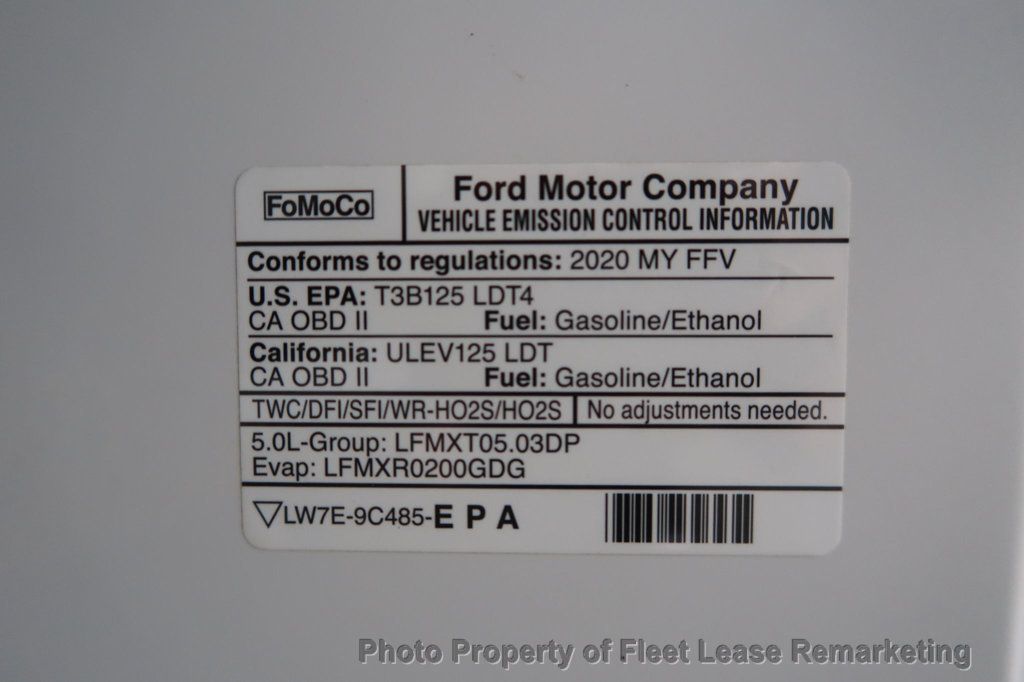 FoMoCo
Ford Motor Company
VEHICLE EMISSION CONTROL INFORMATION
Conforms to regulations: 2020 MY FFV
U.S. EPA: T3B125 LDT4
CA OBD II Fuel: Gasoline/Ethanol
California: ULEV125 LDT
CA OBD II Fuel: Gasoline/Ethanol
TWC/DFI/SFI/WR-HO2S/HO2S No adjustments needed.
5.0L-Group: LFMXT05.03DP
Evap: LFMXR0200GDG
LW7E-9C485-E P A
Photo Property of Fleet Lease Remarketing